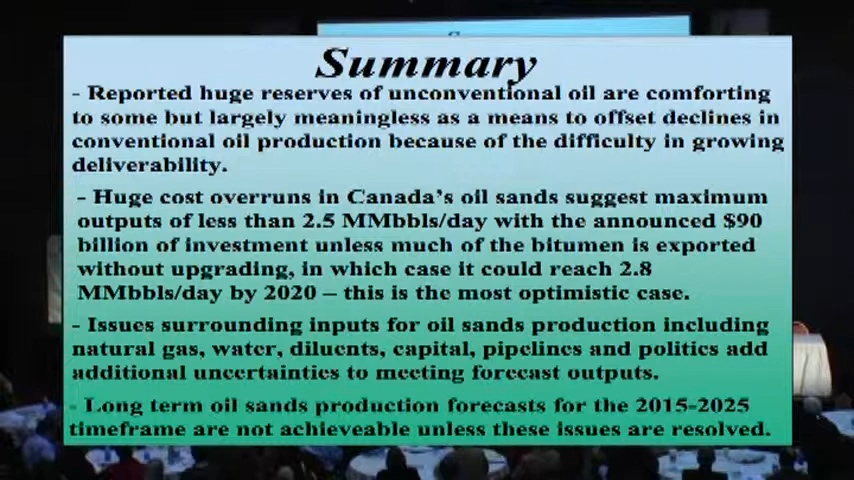 Summary
- Reported huge reserves of unconventional oil are comforting
to some but largely meaningless as a means to offset declines in
conventional oil production because of the difficulty in growing
deliverability.
- Huge cost overruns in Canada's oil sands suggest maximum
outputs of less than 2.5 MMbbls/day with the announced $90
billion of investment unless much of the bitumen is exported
without upgrading, in which case it could reach 2.8
MMbbls/day by 2020 – this is the most optimistic case.
- Issues surrounding inputs for oil sands production including
natural gas, water, diluents, capital, pipelines and politics add
additional uncertainties to meeting forecast outputs.
- Long term oil sands production forecasts for the 2015-2025
timeframe are not achieveable unless these issues are resolved.